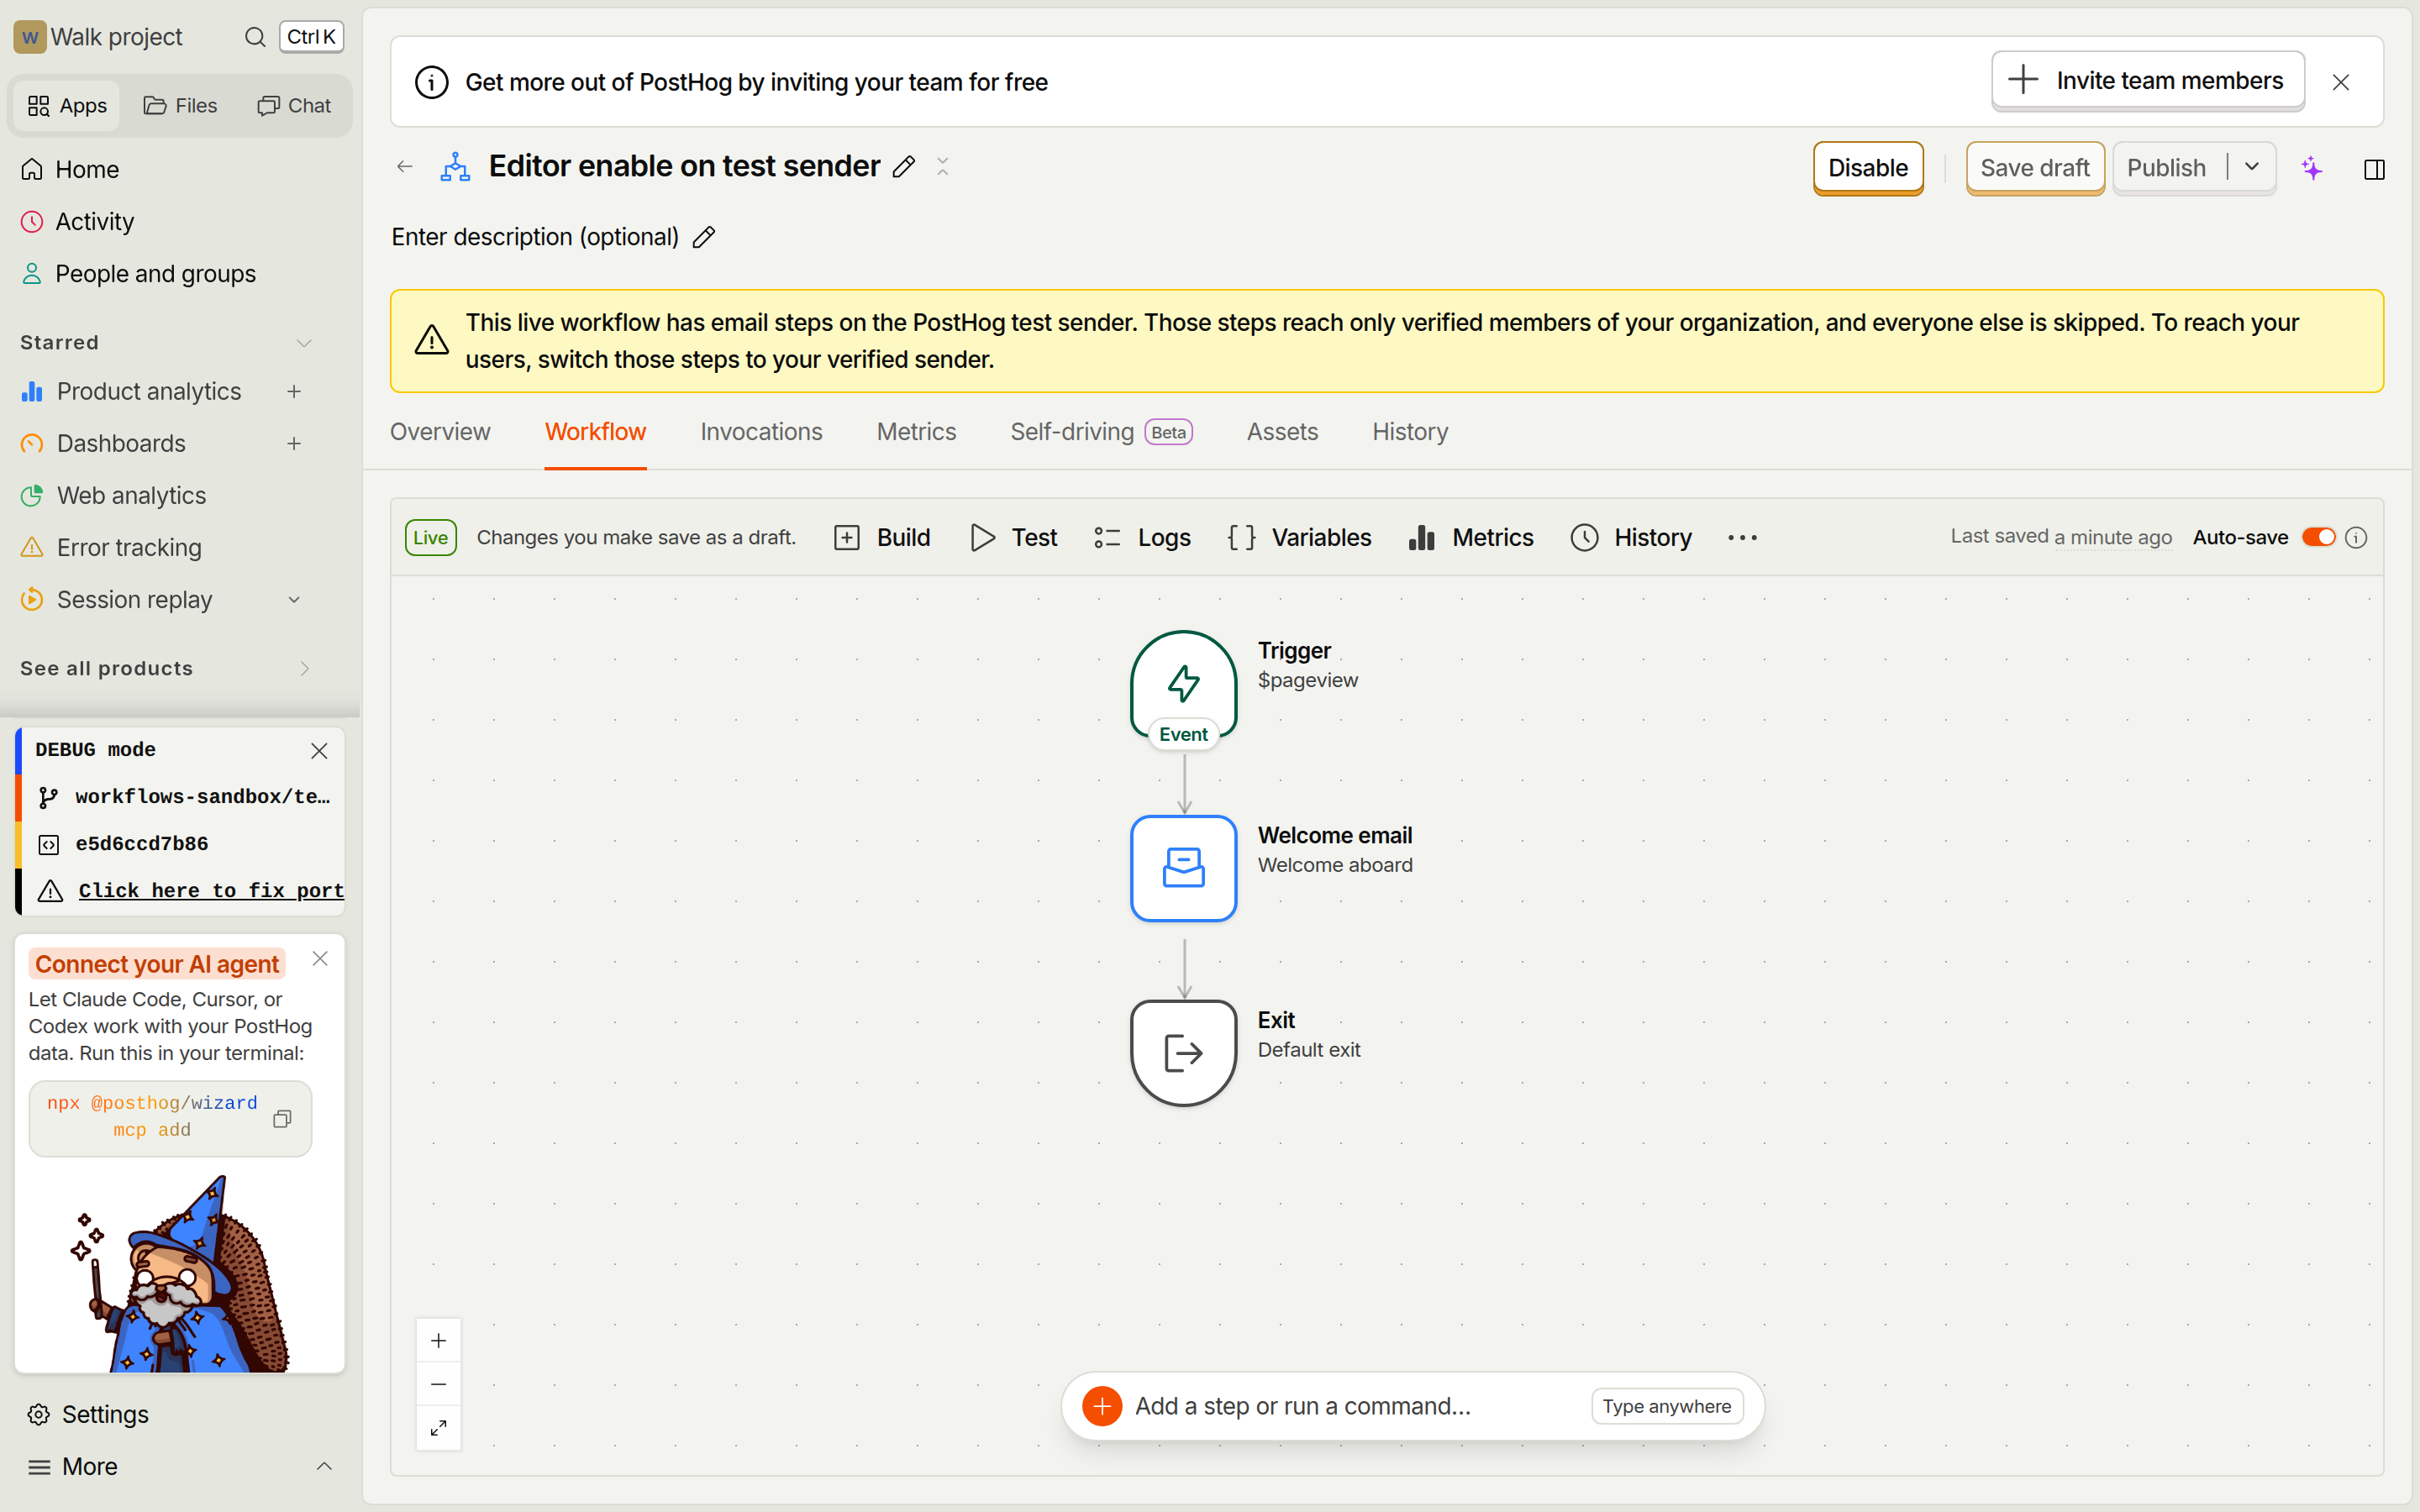 W Walk project Ctrl K
Apps Files Chat
Home
Activity
People and groups
Starred
Product analytics
Dashboards
Web analytics
Error tracking
Session replay
See all products
DEBUG mode
workflows-sandbox/te...
e5d6ccd7b86
Click here to fix port
Connect your AI agent
Let Claude Code, Cursor, or
Codex work with your PostHog
data. Run this in your terminal:
npx @posthog/wizard
mcp add
Settings
More
Get more out of PostHog by inviting your team for free
Invite team members
Editor enable on test sender
Disable
Save draft
Publish
Enter description (optional)
This live workflow has email steps on the PostHog test sender. Those steps reach only verified members of your organization, and everyone else is skipped. To reach your
users, switch those steps to your verified sender.
Overview Workflow Invocations Metrics Self-driving Beta Assets History
Live Changes you make save as a draft. Build Test Logs Variables Metrics History Last saved a minute ago Auto-save
Trigger
$pageview
Event
Welcome email
Welcome aboard
Exit
Default exit
Add a step or run a command... Type anywhere